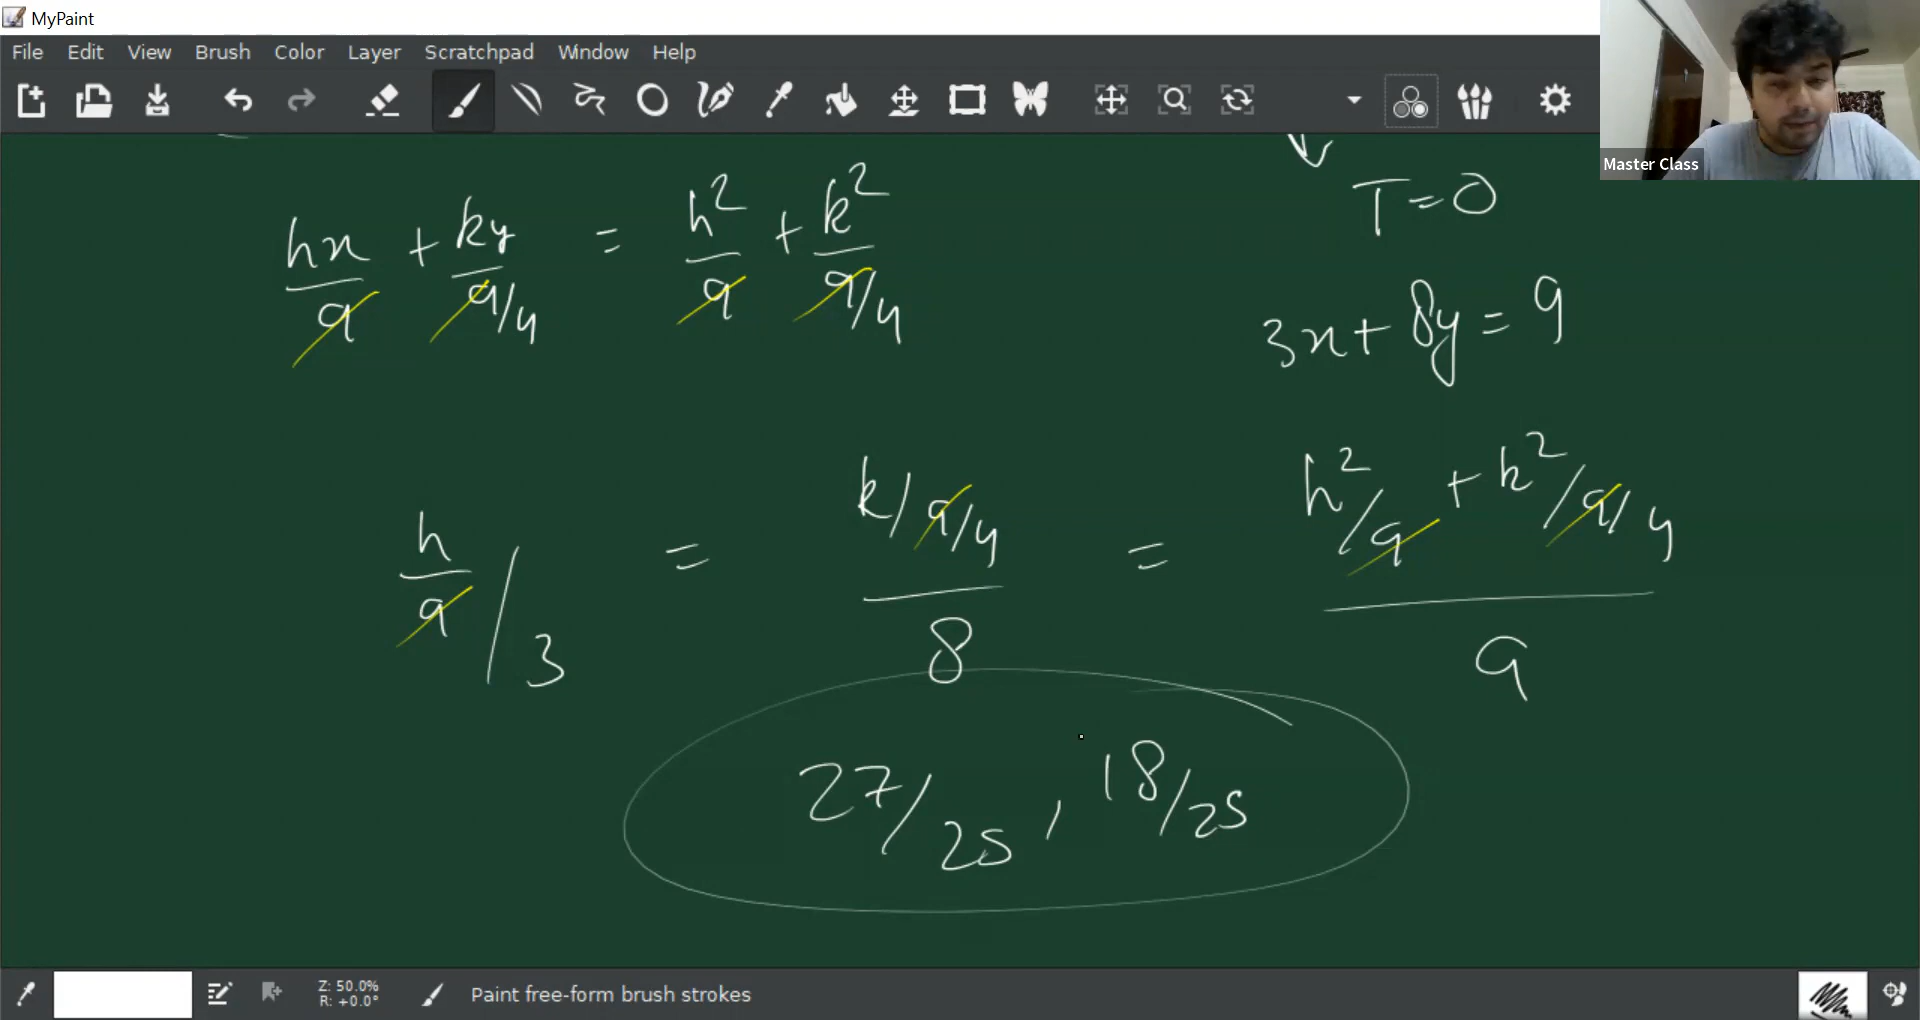 MyPaint
File Edit View Brush Color Layer Scratchpad Window Help
Master Class
hx/9 + ky/9/4 = h²/9 + k²/9/4
T=0
3x + 8y = 9
h/9/3 = k/9/4/8 = h²/9 + k²/9/4/9
27/25, 18/25
Z: 50.0%
R: +0.0°
Paint free-form brush strokes